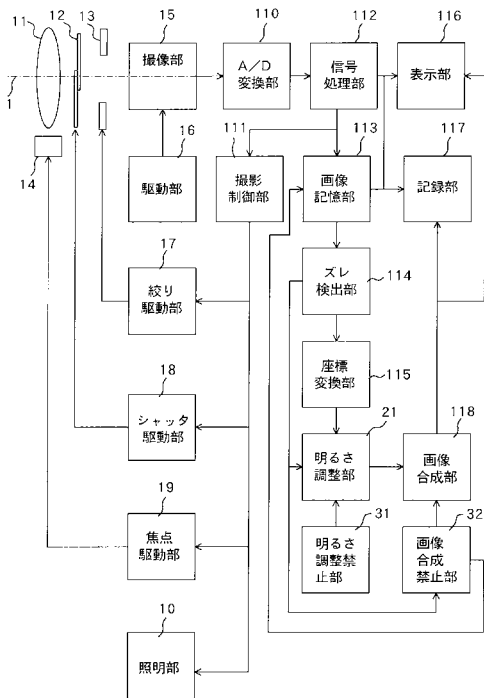 11
12
13
15
110
112
116
撮像部
A/D
変換部
信号
処理部
表示部
1
14
16
111
113
117
駆動部
撮影
制御部
画像
記憶部
記録部
17
絞り
駆動部
ズレ
検出部
114
座標
変換部
115
18
シャッタ
駆動部
21
明るさ
調整部
118
画像
合成部
19
焦点
駆動部
31
明るさ
調整禁
止部
32
画像
合成禁
止部
10
照明部